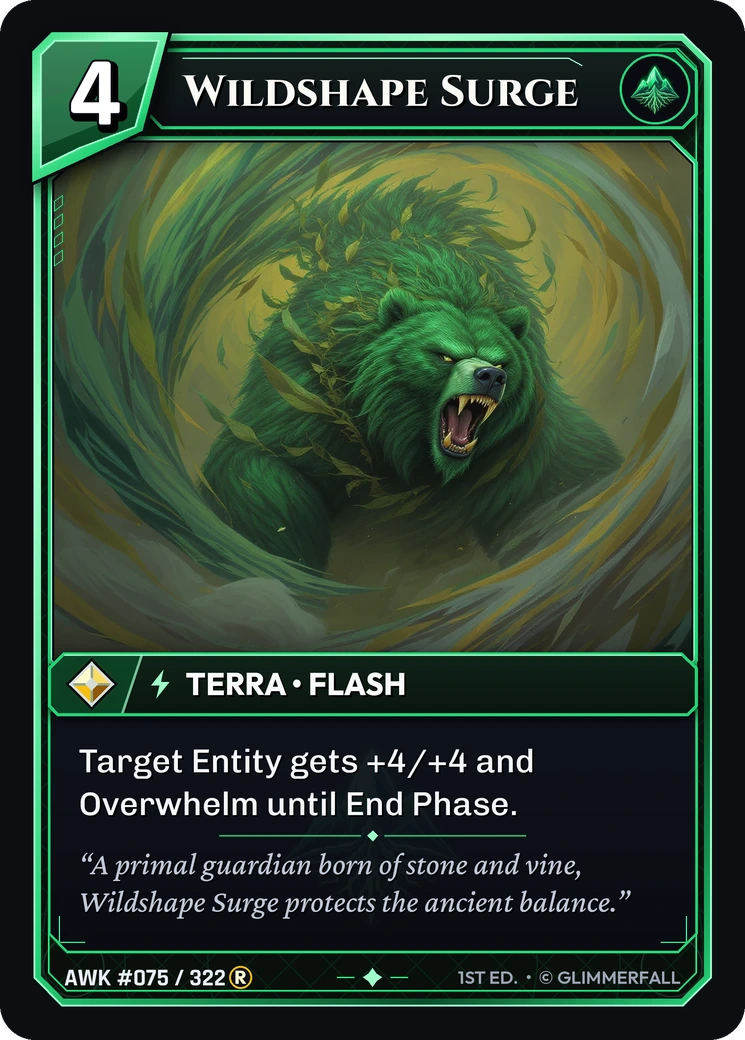 4
Wildshape Surge
TERRA • FLASH
Target Entity gets +4/+4 and
Overwhelm until End Phase.
“A primal guardian born of stone and vine,
Wildshape Surge protects the ancient balance.”
AWK #075 / 322 R
1ST ED. • © GLIMMERFALL